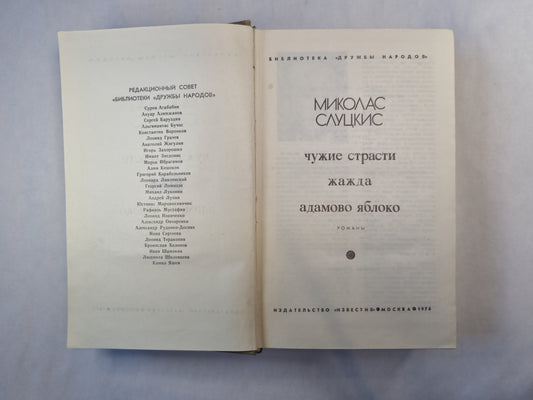 РЕДАКЦИОННЫЙ СОВЕТ
«БИБЛИОТЕКИ «ДРУЖБЫ НАРОДОВ»
Сурен Агабабян
Ануар Алимжанов
Сергей Баруздин
Альгимантас Бучис
Константин Воронков
Леонид Грачев
Анатолий Жигулин
Игорь Захорошко
Имант Зиедонис
Мирза Ибрагимов
Алим Кешоков
Григорий Корабельников
Леонард Лавлинский
Георгий Ломидзе
Михаил Луконин
Андрей Лупан
Юстинас Марцинкявичюс
Рафаэль Мустафин
Леонид Новиченко
Александр Овчаренко
Александр Руденко-Десняк
Инна Сергеева
Леонид Теракопян
Бронислав Холопов
Иван Шамякин
Людмила Шиловцева
Камил Яшен
БИБЛИОТЕКА «ДРУЖБЫ НАРОДОВ»
МИКОЛАС
СЛУЦКИС
чужие страсти
жажда
адамово яблоко
РОМАНЫ
ИЗДАТЕЛЬСТВО «ИЗВЕСТИЯ» МОСКВА 1978